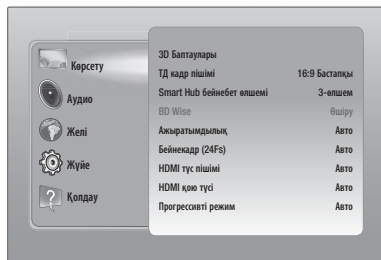 Көрсету
Аудио
Желі
Жүйе
Қолдау
3D Баптаулары
ТД кадр пішімі 16:9 Бастапқы
Smart Hub бейнебет өлшемі 3-өлшем
BD Wise Өшіру
Ажыратымдылық Авто
Бейнекадр (24Fs) Авто
HDMI түс пішімі Авто
HDMI қою түсі Авто
Прогрессивті режим Авто